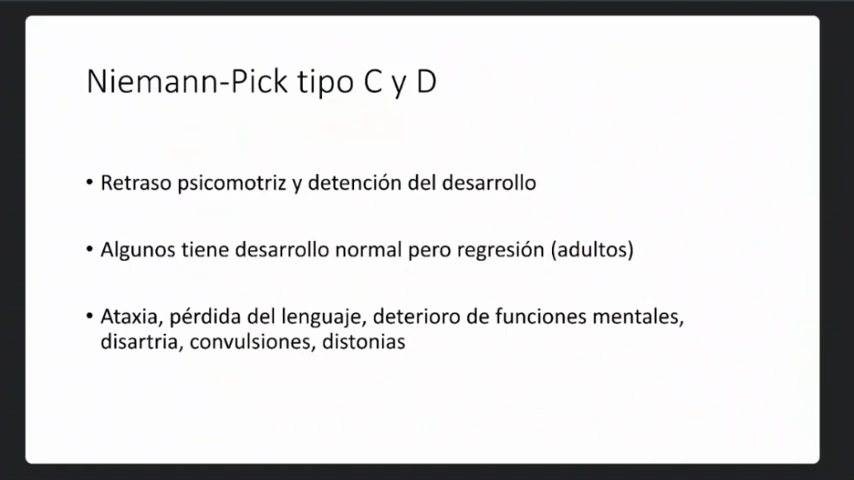 Niemann-Pick tipo C y D
• Retraso psicomotriz y detención del desarrollo
• Algunos tiene desarrollo normal pero regresión (adultos)
• Ataxia, pérdida del lenguaje, deterioro de funciones mentales,
disartria, convulsiones, distonias